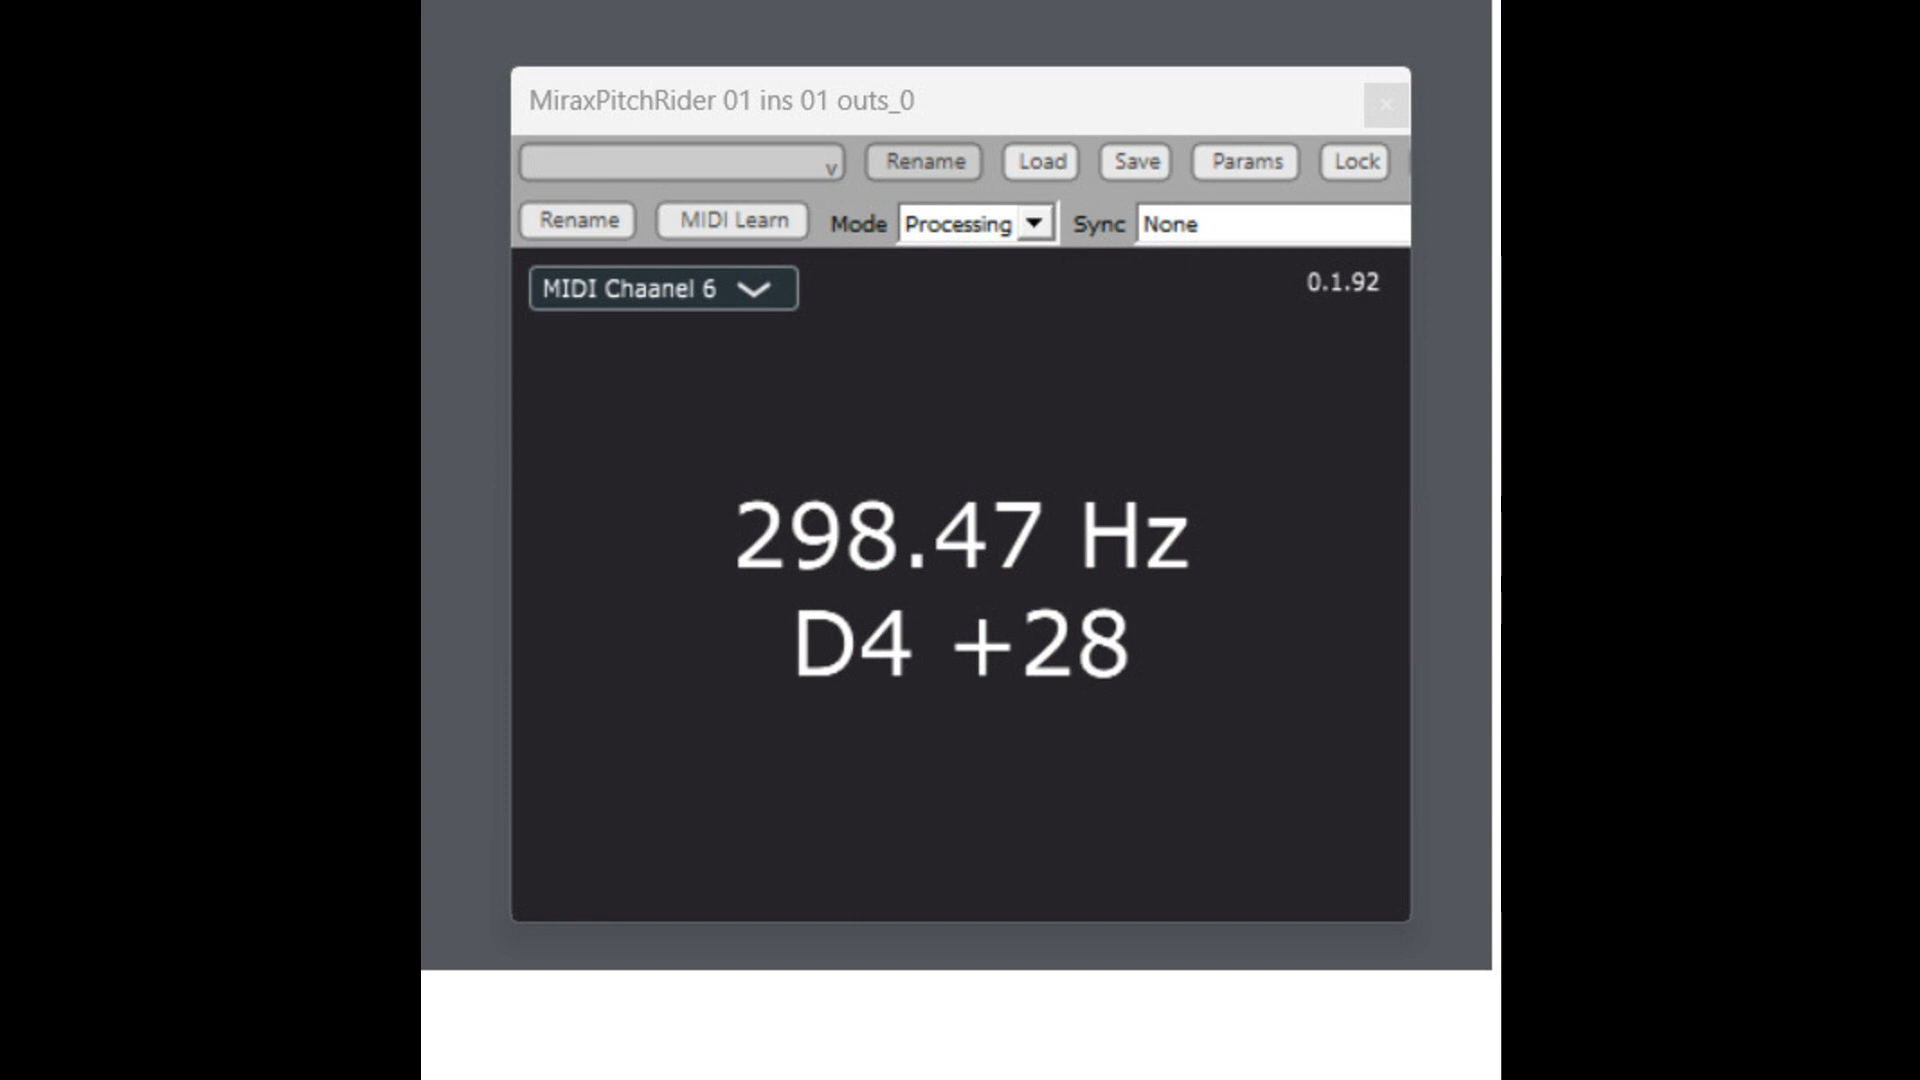 MiraxPitchRider 01 ins 01 outs_0
x
v Rename Load Save Params Lock
Rename MIDI Learn Mode Processing Sync None
MIDI Chaanel 6 0.1.92
298.47 Hz
D4 +28